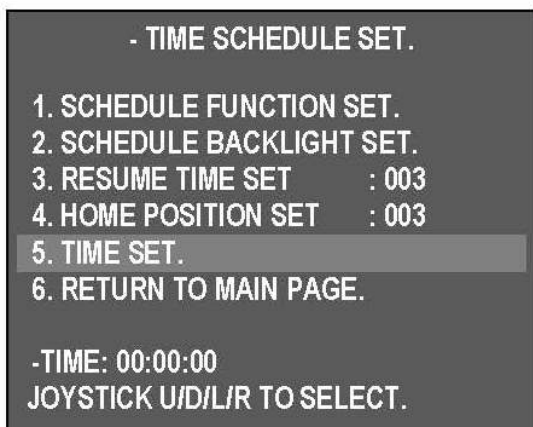 - TIME SCHEDULE SET.
1. SCHEDULE FUNCTION SET.
2. SCHEDULE BACKLIGHT SET.
3. RESUME TIME SET : 003
4. HOME POSITION SET : 003
5. TIME SET.
6. RETURN TO MAIN PAGE.
-TIME: 00:00:00
JOYSTICK U/D/L/R TO SELECT.